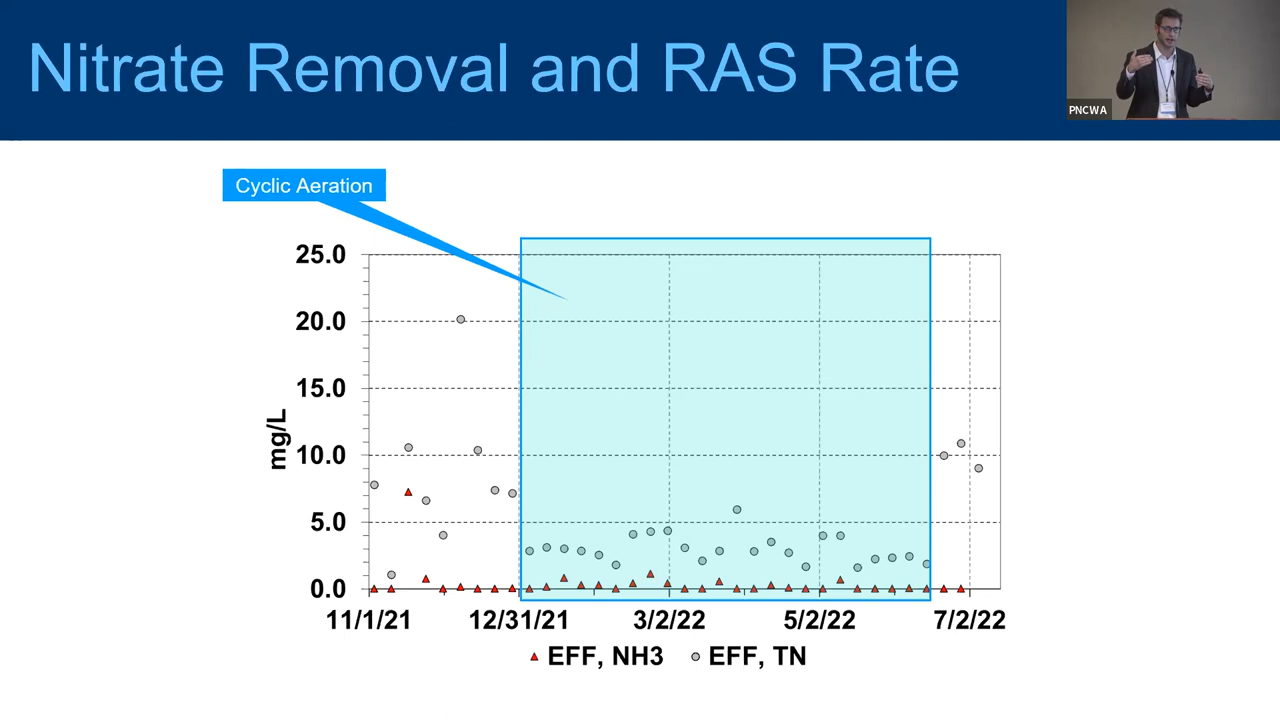 Nitrate Removal and RAS Rate
PNCWA
Cyclic Aeration
25.0
20.0
15.0
10.0
5.0
0.0
mg/L
11/1/21 12/31/21 3/2/22 5/2/22 7/2/22
EFF, NH3 EFF, TN